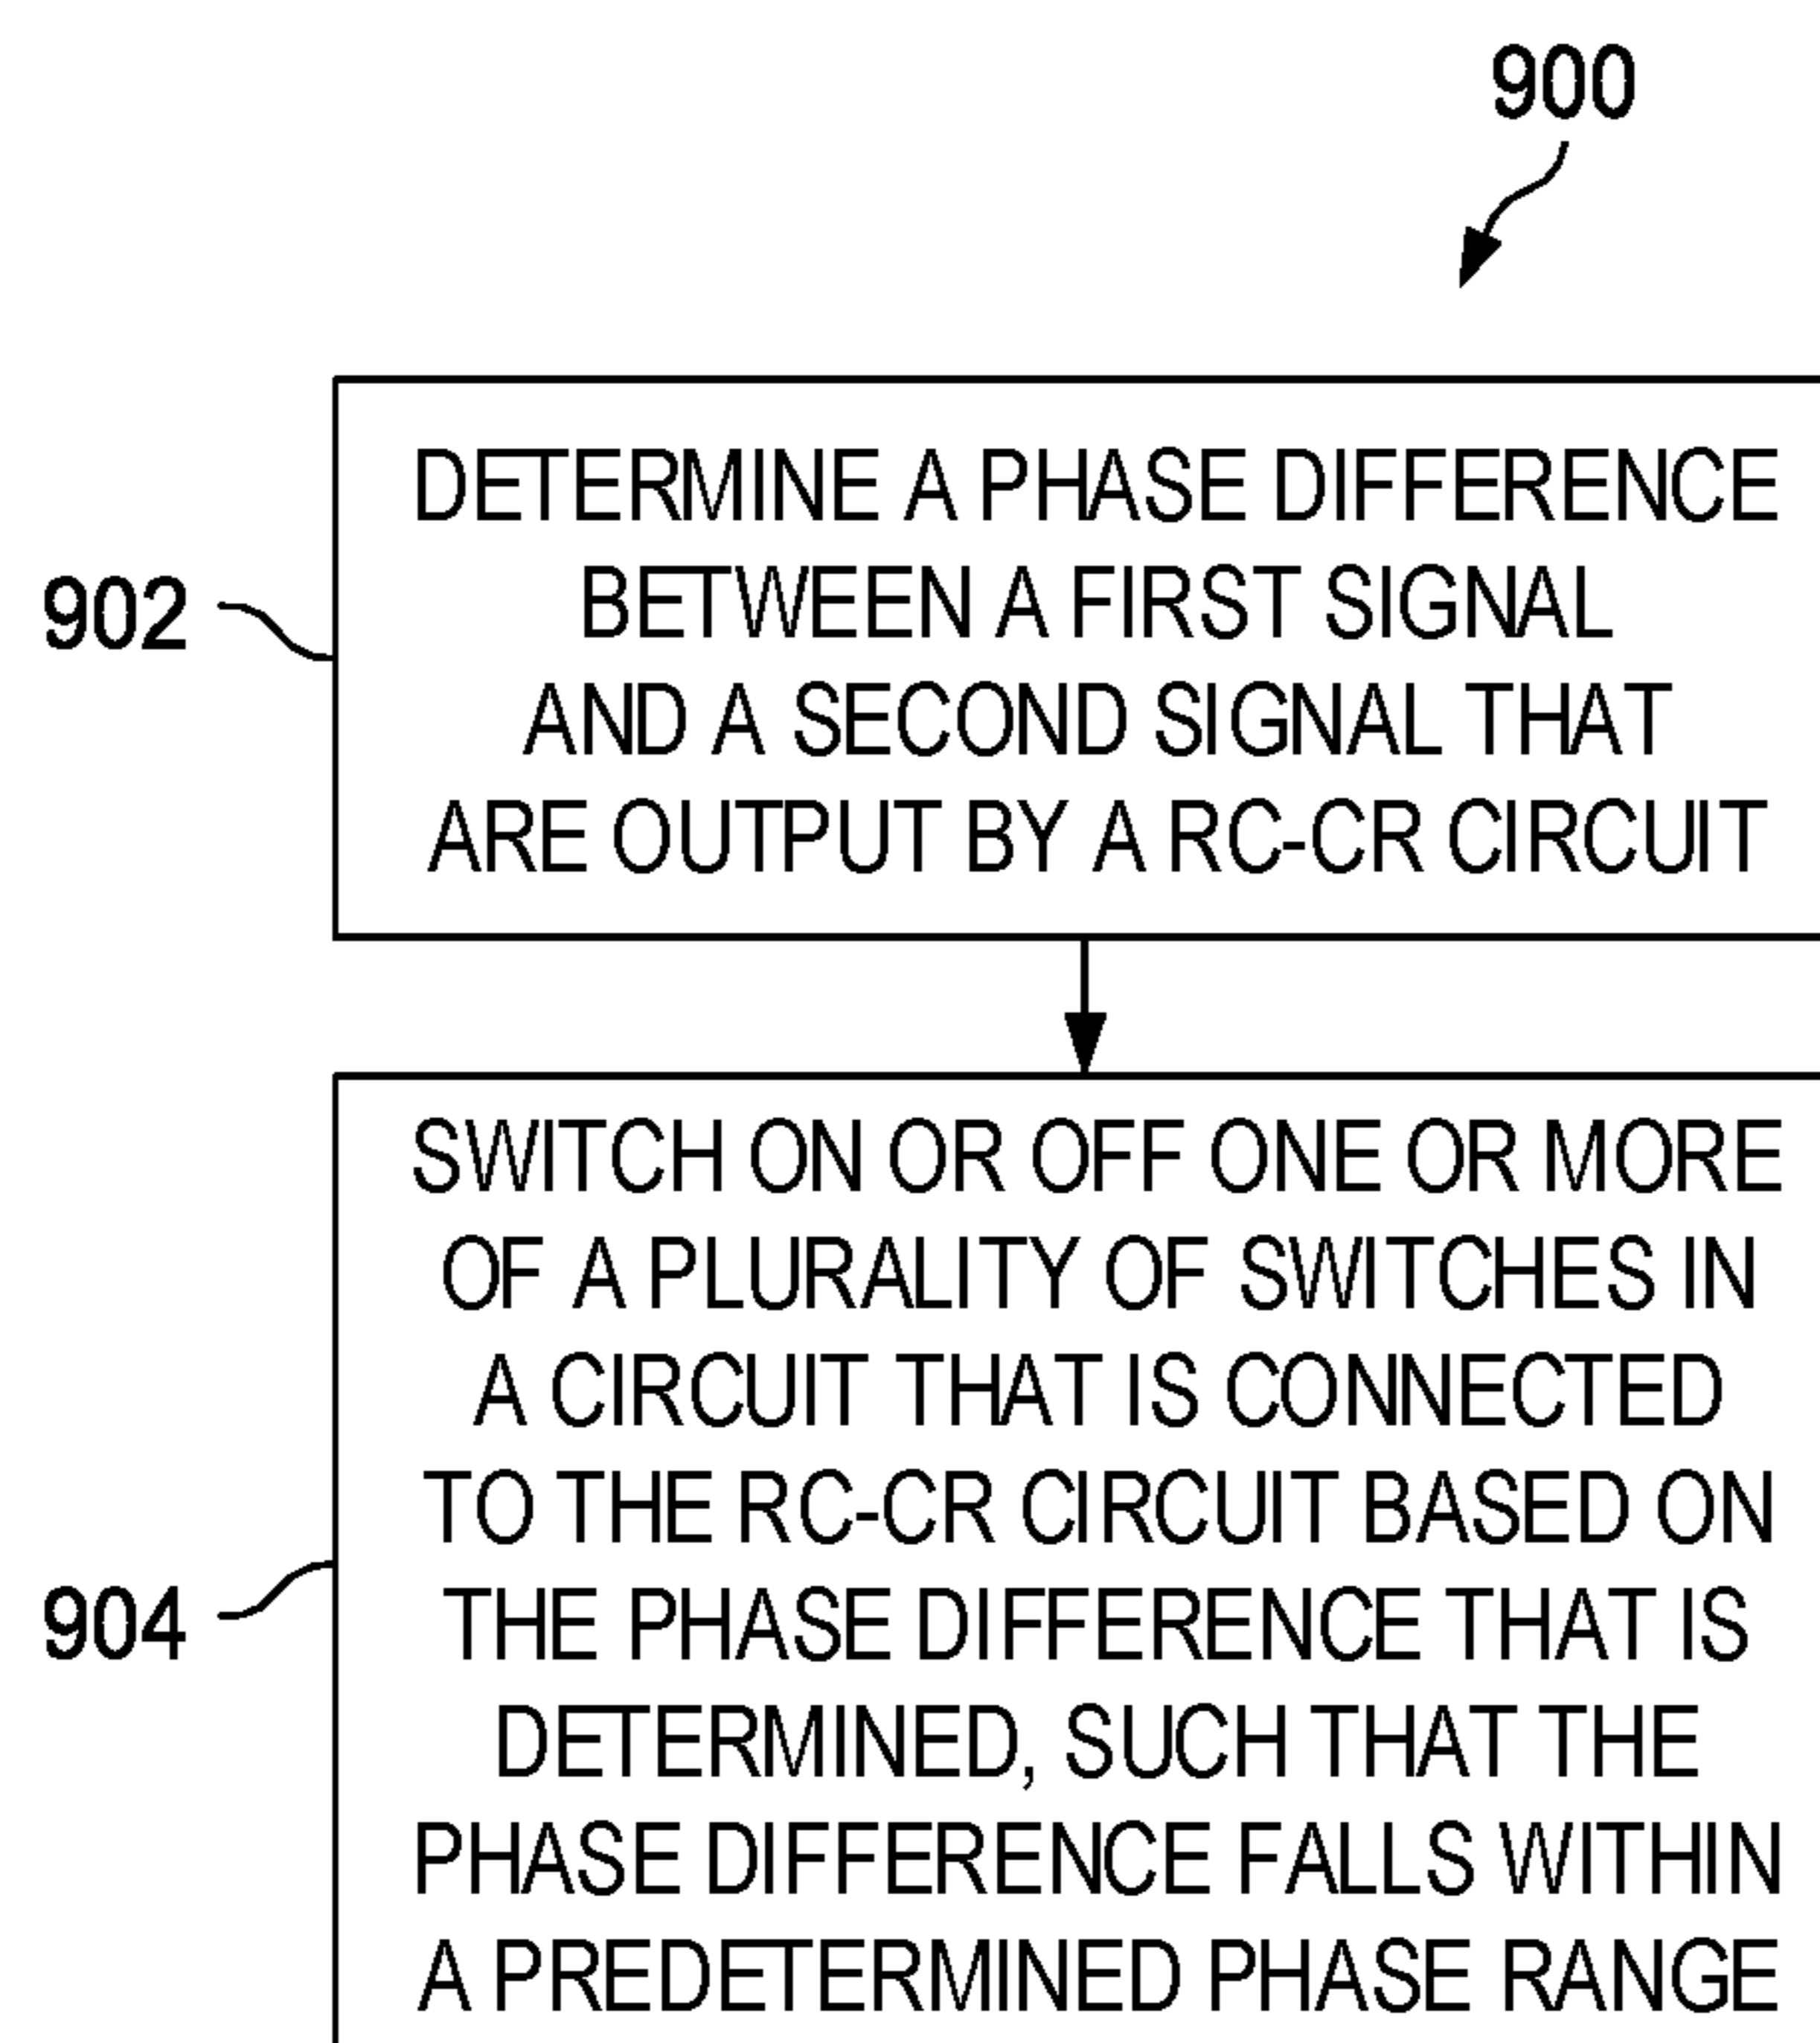 900
902
DETERMINE A PHASE DIFFERENCE
BETWEEN A FIRST SIGNAL
AND A SECOND SIGNAL THAT
ARE OUTPUT BY A RC-CR CIRCUIT
904
SWITCH ON OR OFF ONE OR MORE
OF A PLURALITY OF SWITCHES IN
A CIRCUIT THAT IS CONNECTED
TO THE RC-CR CIRCUIT BASED ON
THE PHASE DIFFERENCE THAT IS
DETERMINED, SUCH THAT THE
PHASE DIFFERENCE FALLS WITHIN
A PREDETERMINED PHASE RANGE